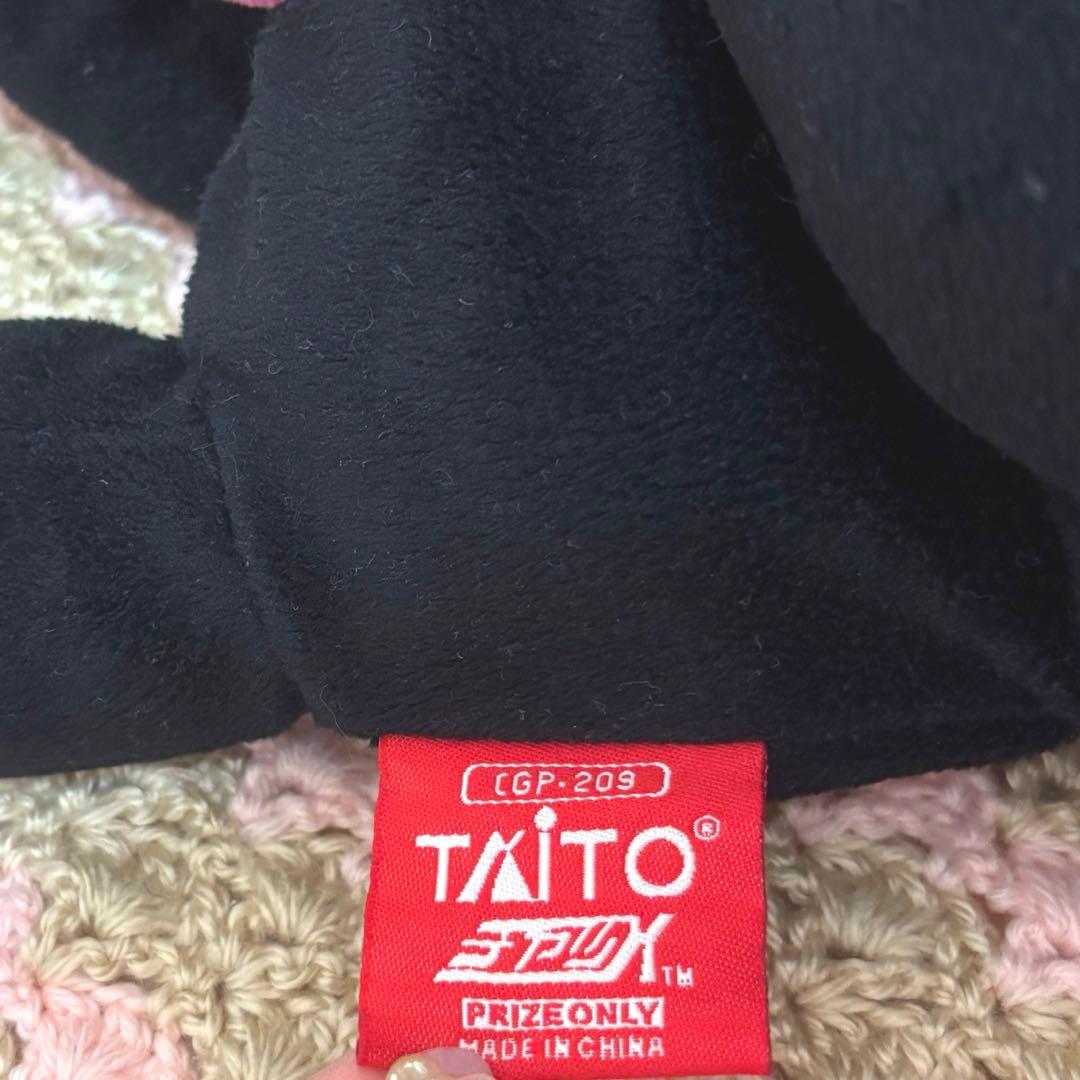 CGP-209
TAiTO®
PRIZE ONLY
MADE IN CHINA